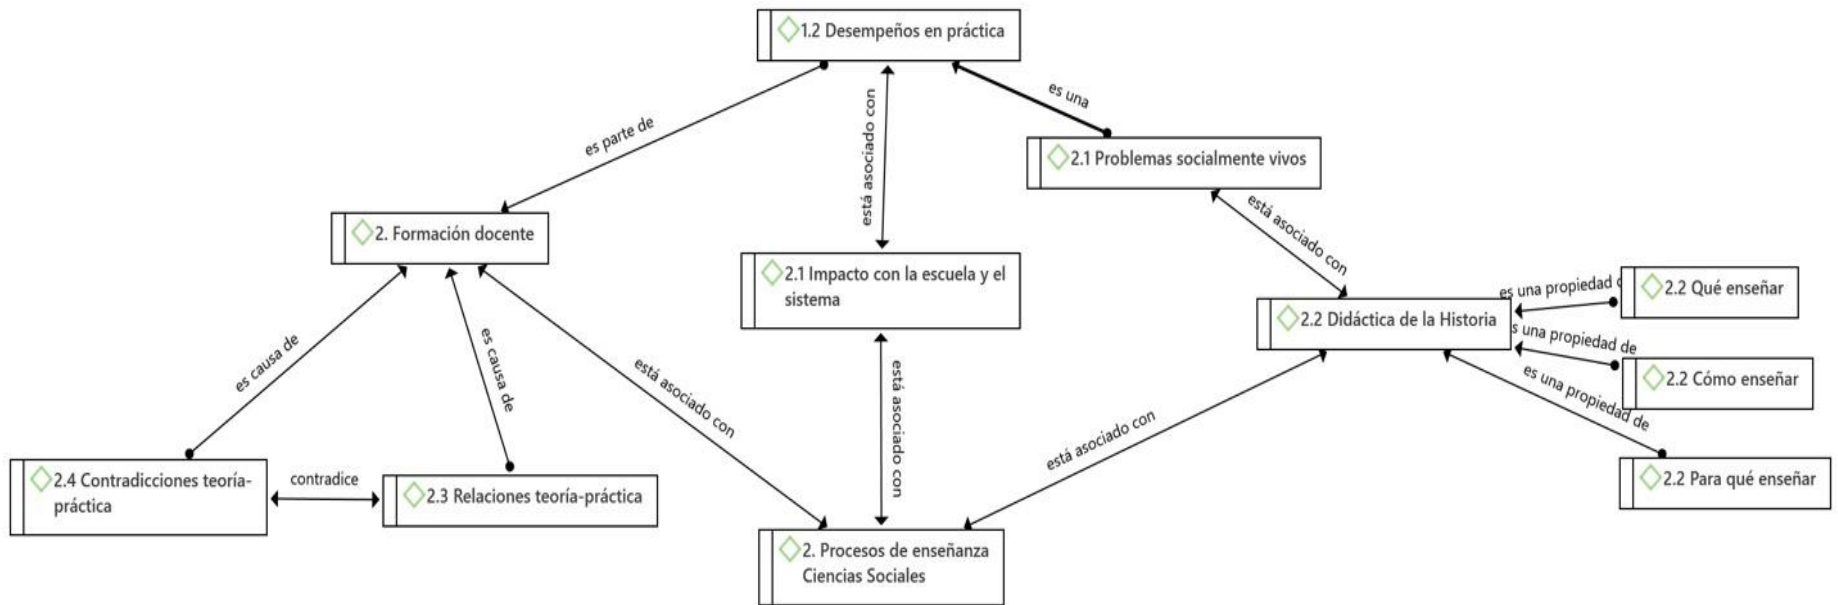 1.2 Desempeños en práctica
es una
es parte de
está asociado con
2.1 Problemas socialmente vivos
2. Formación docente
está asociado con
2.1 Impacto con la escuela y el
sistema
es una propiedad
2.2 Qué enseñar
2.2 Didáctica de la Historia
s una propiedad de
2.2 Cómo enseñar
es causa de
es causa de
está asociado con
está asociado con
está asociado con
es una propiedad de
2.2 Para qué enseñar
2.4 Contradicciones teoría-
práctica
contradice
2.3 Relaciones teoría-práctica
2. Procesos de enseñanza
Ciencias Sociales